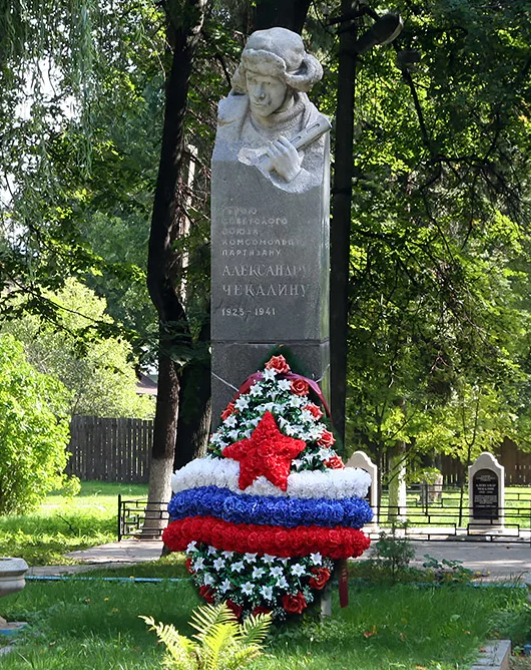 ГЕРОЮ
СОВЕТСКОГО
СОЮЗА
КОМСОМОЛЬЦУ
ПАРТИЗАНУ
АЛЕКСАНДРУ
ЧЕКАЛИНУ
1925-1941